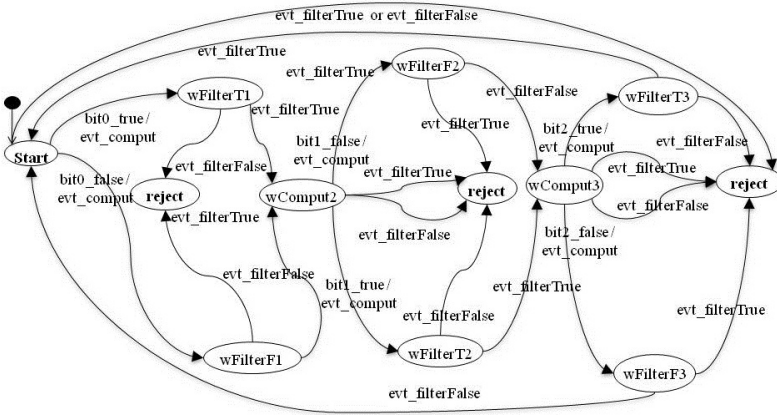 evt_filterTrue or evt_filterFalse
evt_filterTrue
wFilterF2
evt_filterTrue
evt_filterFalse
wFilterT1
wFilterT3
evt_filterTrue
bit0_true/
evt_comput
evt_filterTrue
bit1_false/
evt_comput
bit2_true/
evt_comput
evt_filterFalse
Start
evt_filterFalse
evt_filterTrue
evt_filterTrue
bit0_false/
evt_comput
reject
wComput2
reject
wComput3
reject
evt_filterTrue
evt_filterFalse
evt_filterFalse
bit2_false/
evt_comput
evt_filterFalse
bit1_true/
evt_comput
evt_filterTrue
evt_filterFalse
evt_filterTrue
wFilterF1
wFilterT2
wFilterF3
evt_filterFalse